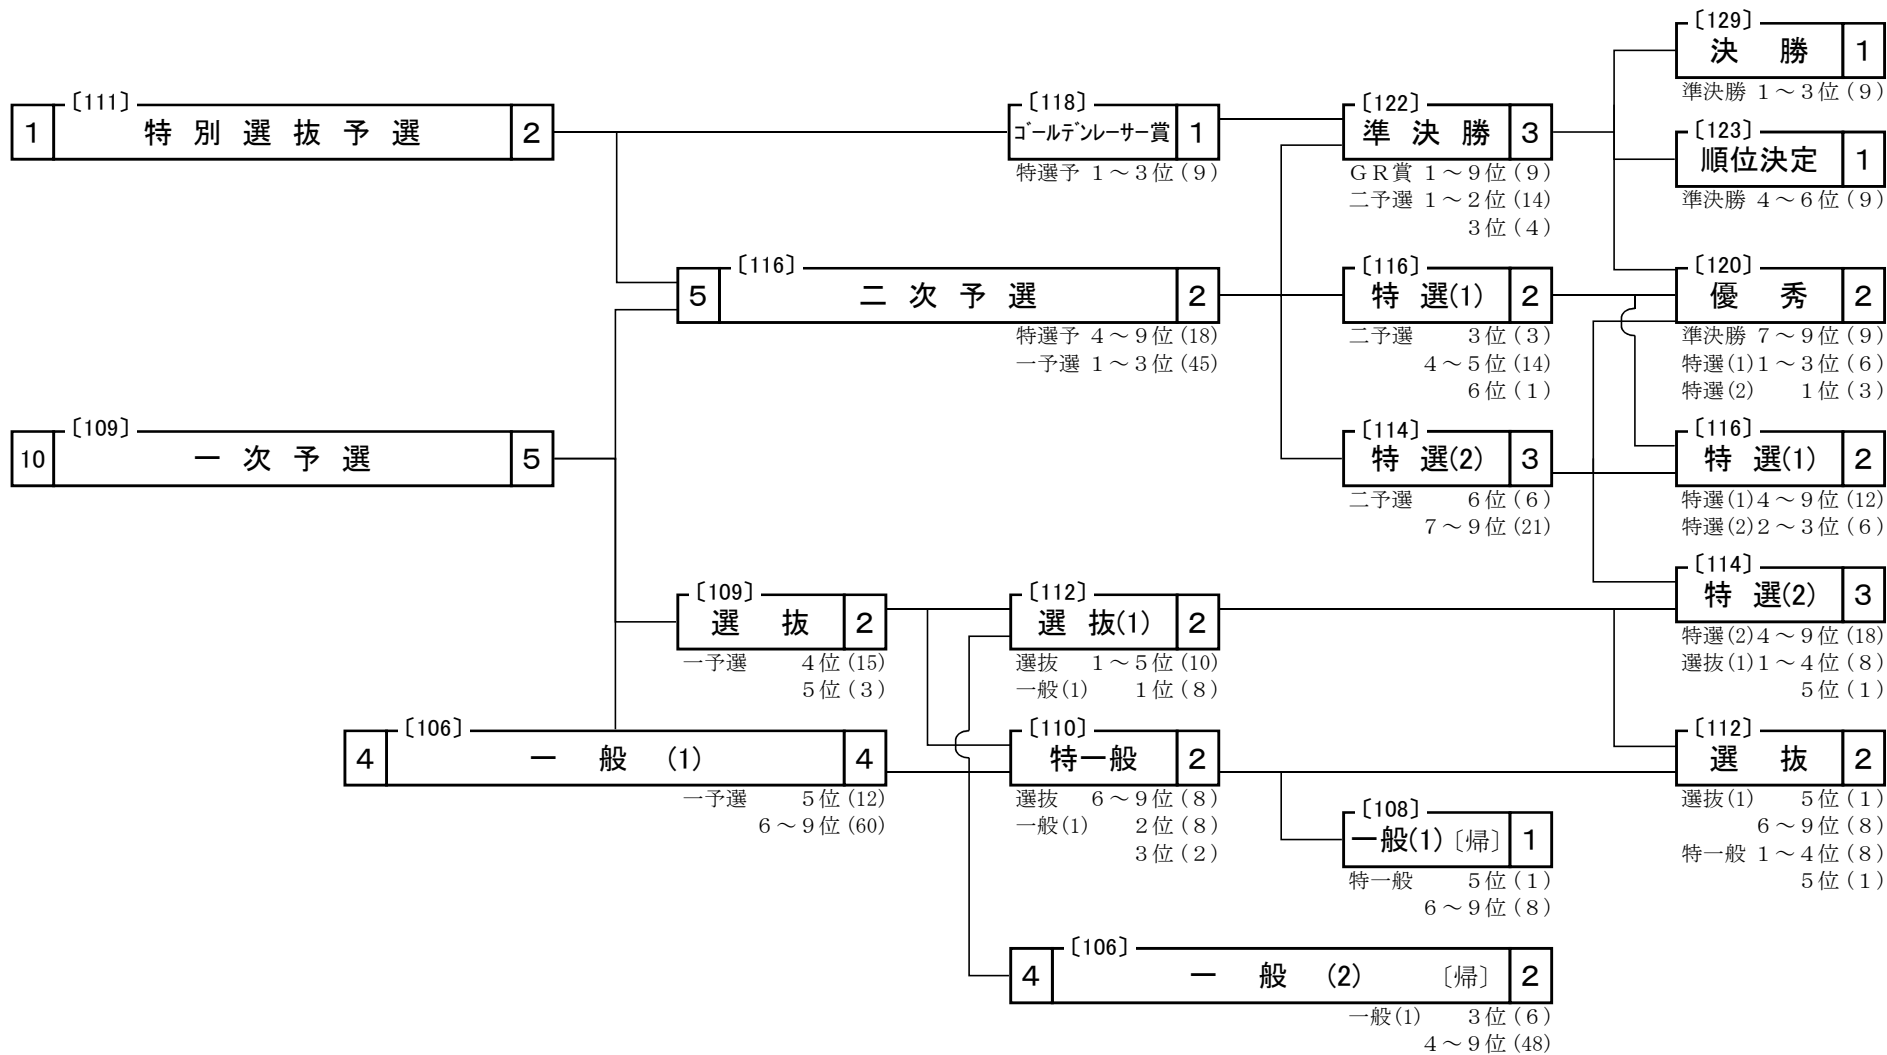 〔111〕
1 特別選抜予選 2
〔109〕
10 一次予選 5
〔106〕
4 一般 (1) 4
一予選 5位 (12)
6～9位 (60)
〔116〕
5 二次予選 2
特選予 4～9位 (18)
一予選 1～3位 (45)
〔109〕
選抜 2
一予選 4位 (15)
5位 (3)
〔118〕
ゴールデンレーサー賞 1
特選予 1～3位 (9)
〔112〕
選抜(1) 2
選抜 1～5位 (10)
一般(1) 1位 (8)
〔110〕
特一般 2
選抜 6～9位 (8)
一般(1) 2位 (8)
3位 (2)
〔106〕
4 一般 (2) 〔帰〕 2
一般(1) 3位 (6)
4～9位 (48)
〔122〕
準決勝 3
ＧＲ賞 1～9位 (9)
二予選 1～2位 (14)
3位 (4)
〔116〕
特選(1) 2
二予選 3位 (3)
4～5位 (14)
6位 (1)
〔114〕
特選(2) 3
二予選 6位 (6)
7～9位 (21)
〔108〕
一般(1)〔帰〕 1
特一般 5位 (1)
6～9位 (8)
〔129〕
決勝 1
準決勝 1～3位 (9)
〔123〕
順位決定 1
準決勝 4～6位 (9)
〔120〕
優秀 2
準決勝 7～9位 (9)
特選(1) 1～3位 (6)
特選(2) 1位 (3)
〔116〕
特選(1) 2
特選(1) 4～9位 (12)
特選(2) 2～3位 (6)
〔114〕
特選(2) 3
特選(2) 4～9位 (18)
選抜(1) 1～4位 (8)
5位 (1)
〔112〕
選抜 2
選抜(1) 5位 (1)
6～9位 (8)
特一般 1～4位 (8)
5位 (1)